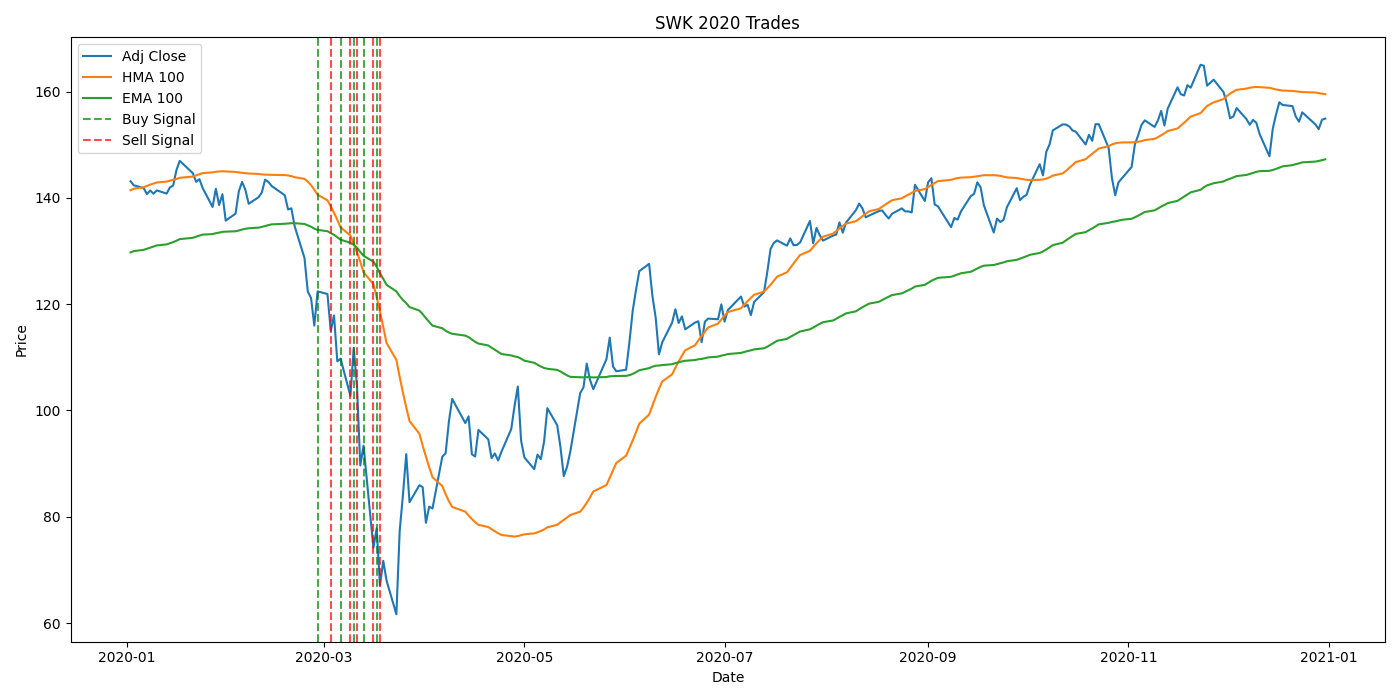 SWK 2020 Trades
Adj Close
HMA 100
EMA 100
Buy Signal
Sell Signal
Price
160
140
120
100
80
60
2020-01
2020-03
2020-05
2020-07
2020-09
2020-11
2021-01
Date